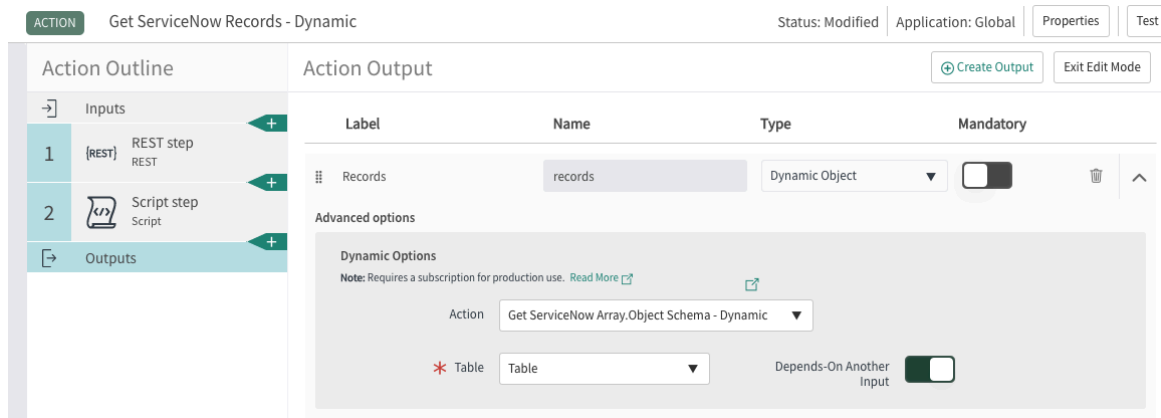 ACTION Get ServiceNow Records - Dynamic Status: Modified Application: Global Properties Test
Action Outline
Inputs
1 {REST} REST step
REST
2 </> Script step
Script
Outputs
Action Output Create Output Exit Edit Mode
Label Name Type Mandatory
Records records Dynamic Object
Advanced options
Dynamic Options
Note: Requires a subscription for production use. Read More
Action Get ServiceNow Array.Object Schema - Dynamic
* Table Table Depends-On Another
Input